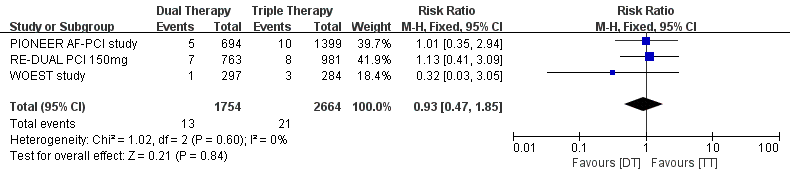 Dual Therapy Triple Therapy Risk Ratio Risk Ratio
Study or Subgroup Events Total Events Total Weight M-H, Fixed, 95% CI M-H, Fixed, 95% CI
PIONEER AF-PCI study 5 694 10 1399 39.7% 1.01 [0.35, 2.94]
RE-DUAL PCI 150mg 7 763 8 981 41.9% 1.13 [0.41, 3.09]
WOEST study 1 297 3 284 18.4% 0.32 [0.03, 3.05]
Total (95% CI) 1754 2664 100.0% 0.93 [0.47, 1.85]
Total events 13 21
Heterogeneity: Chi² = 1.02, df = 2 (P = 0.60); I² = 0%
Test for overall effect: Z = 0.21 (P = 0.84)
0.01 0.1 1 10 100
Favours [DT] Favours [TT]